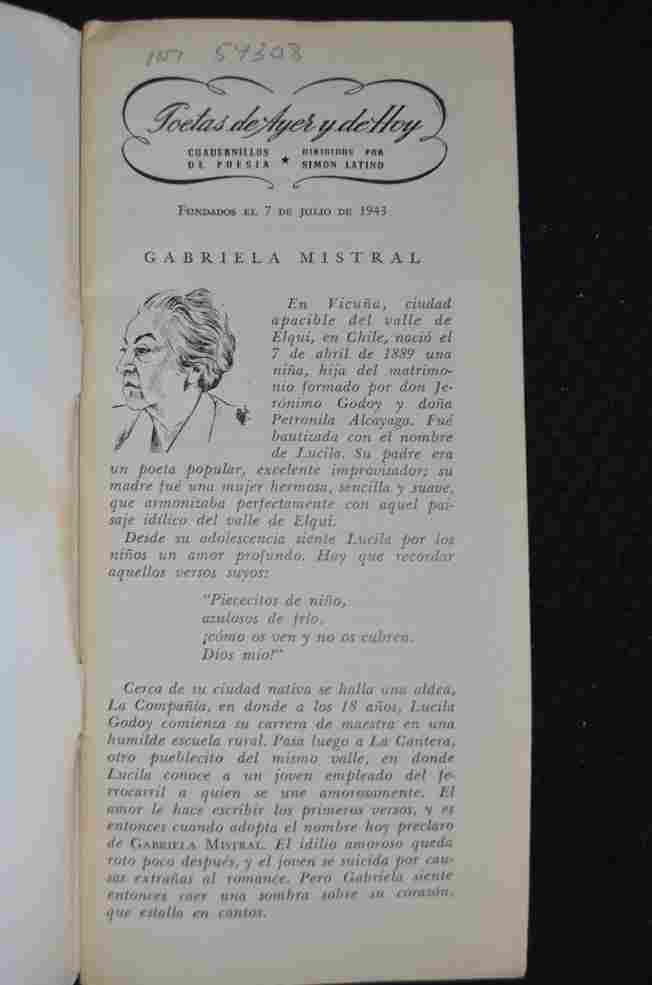 INV 57308
Poetas de Ayer y de Hoy
CUADERNILLOS DE POESIA ★ DIRIGIDOS POR SIMON LATINO
FUNDADOS EL 7 DE JULIO DE 1943
GABRIELA MISTRAL
En Vicuña, ciudad
apacible del valle de
Elqui, en Chile, nació el
7 de abril de 1889 una
niña, hija del matrimo-
nio formado por don Je-
rónimo Godoy y doña
Petronila Alcayaga. Fué
bautizada con el nombre
de Lucila. Su padre era
un poeta popular, excelente improvisador; su
madre fué una mujer hermosa, sencilla y suave,
que armonizaba perfectamente con aquel pai-
saje idílico del valle de Elqui.
Desde su adolescencia siente Lucila por los
niños un amor profundo. Hay que recordar
aquellos versos suyos:
"Piececitos de niño,
azulosos de frío,
¡cómo os ven y no os cubren,
Dios mío!"
Cerca de su ciudad nativa se halla una aldea,
La Compañía, en donde a los 18 años, Lucila
Godoy comienza su carrera de maestra en una
humilde escuela rural. Pasa luego a La Cantera,
otro pueblecito del mismo valle, en donde
Lucila conoce a un joven empleado del fe-
rrocarril a quien se une amorosamente. El
amor le hace escribir los primeros versos, y es
entonces cuando adopta el nombre hoy preclaro
de GABRIELA MISTRAL. El idilio amoroso queda
roto poco después, y el joven se suicida por cau-
sas extrañas al romance. Pero Gabriela siente
entonces caer una sombra sobre su corazón,
que estalla en cantos.